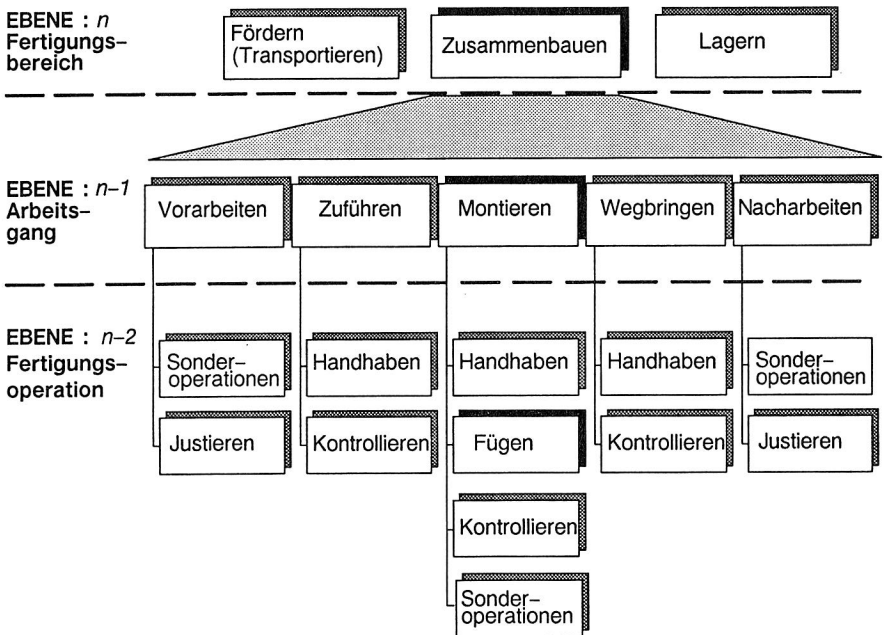 EBENE : n
Fertigungs-
bereich
Fördern
(Transportieren)
Zusammenbauen
Lagern
EBENE : n-1
Arbeits-
gang
Vorarbeiten
Zuführen
Montieren
Wegbringen
Nacharbeiten
EBENE : n-2
Fertigungs-
operation
Sonder-
operationen
Handhaben
Handhaben
Handhaben
Sonder-
operationen
Justieren
Kontrollieren
Fügen
Kontrollieren
Justieren
Kontrollieren
Sonder-
operationen